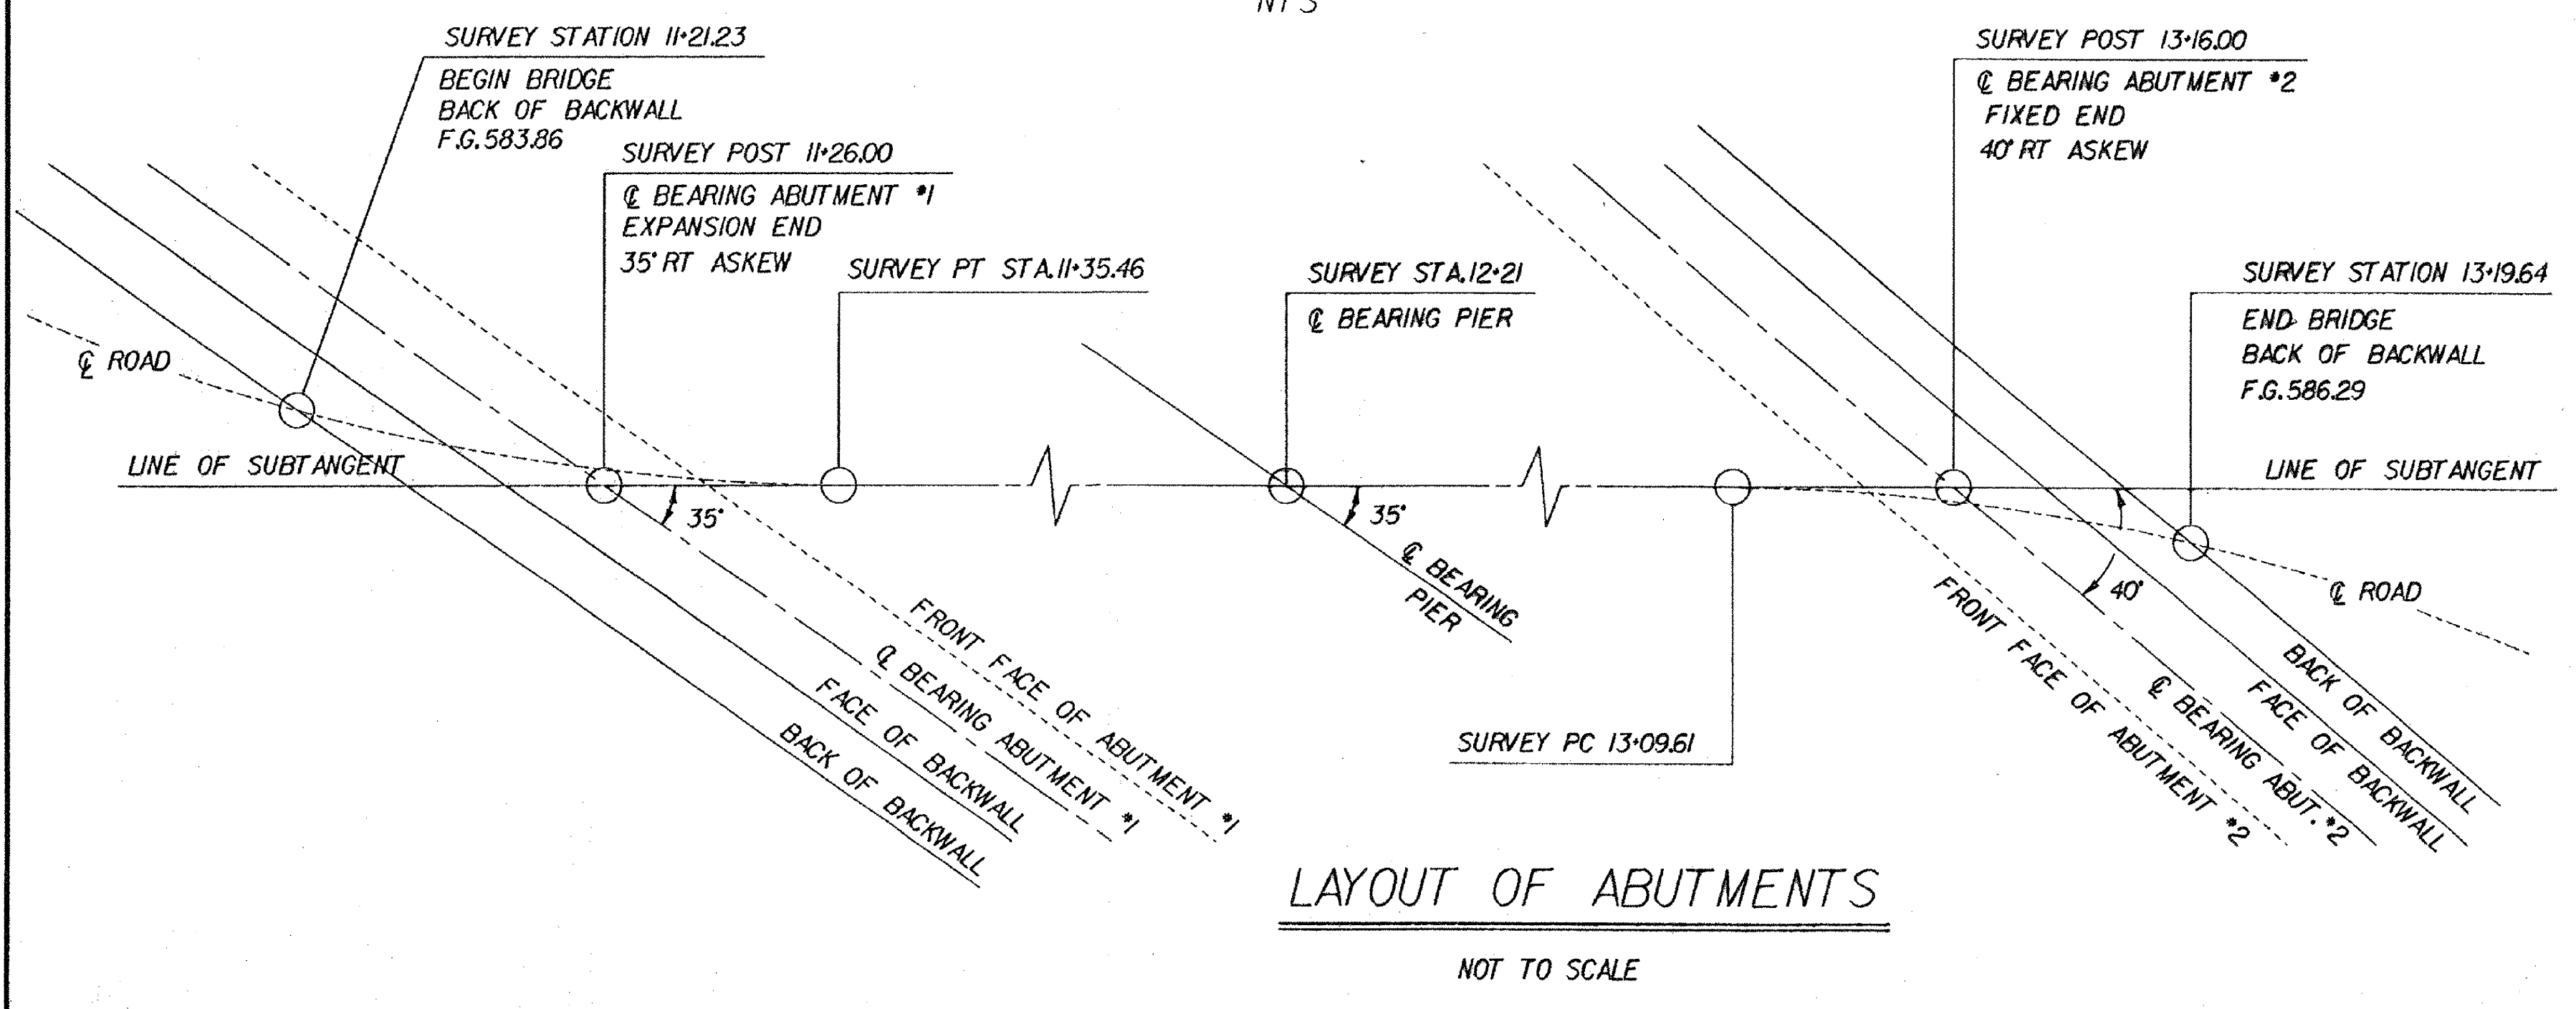 NTS
SURVEY STATION 11+21.23
BEGIN BRIDGE
BACK OF BACKWALL
F.G.583.86
SURVEY POST 11+26.00
℄ BEARING ABUTMENT #1
EXPANSION END
35° RT ASKEW
SURVEY PT STA.11+35.46
SURVEY STA.12+21
℄ BEARING PIER
SURVEY POST 13+16.00
℄ BEARING ABUTMENT #2
FIXED END
40° RT ASKEW
SURVEY STATION 13+19.64
END BRIDGE
BACK OF BACKWALL
F.G.586.29
℄ ROAD
LINE OF SUBTANGENT
35°
35°
℄ BEARING
PIER
LINE OF SUBTANGENT
40°
℄ ROAD
FRONT FACE OF ABUTMENT #1
℄ BEARING ABUTMENT #1
FACE OF BACKWALL
BACK OF BACKWALL
SURVEY PC 13+09.61
FRONT FACE OF ABUTMENT #2
℄ BEARING ABUT. #2
FACE OF BACKWALL
BACK OF BACKWALL
LAYOUT OF ABUTMENTS
NOT TO SCALE